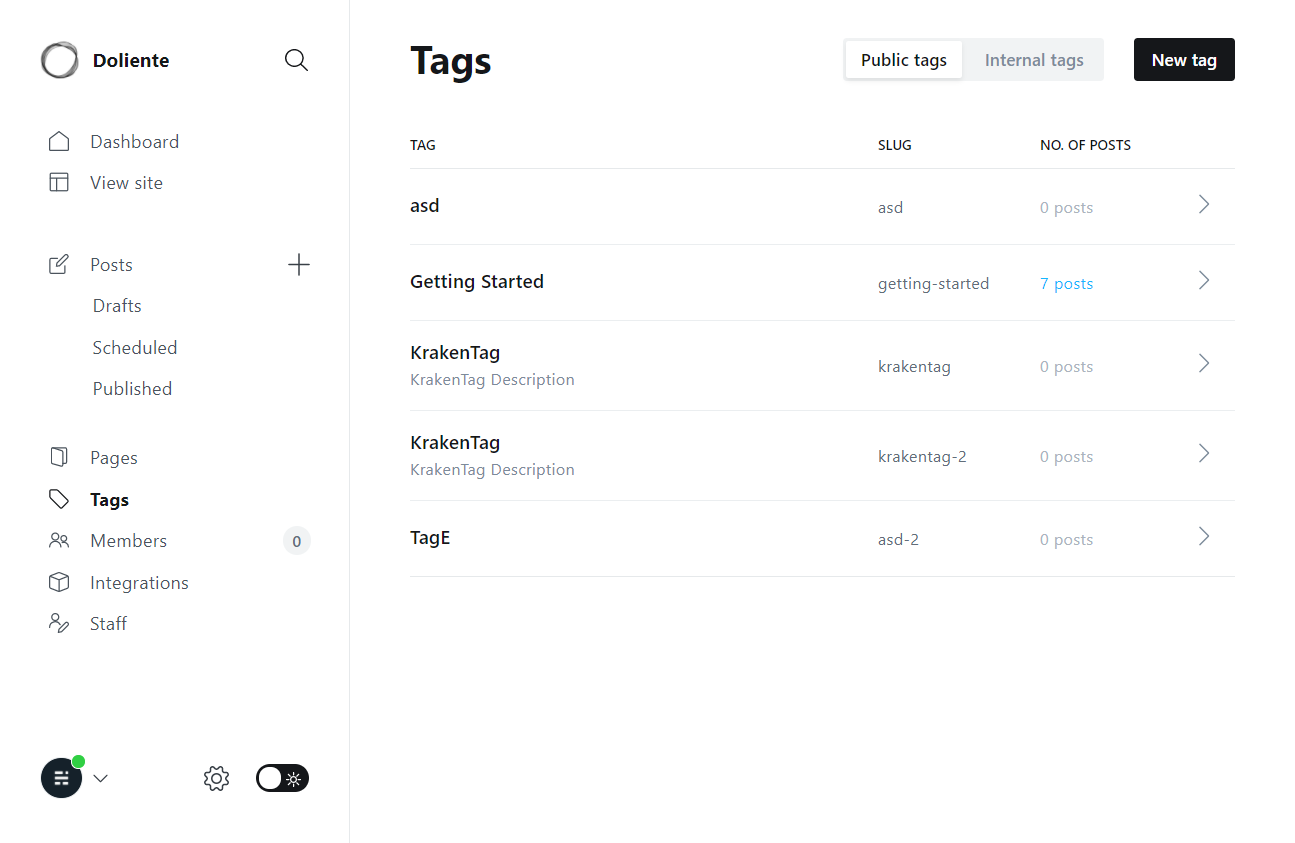 Doliente
Dashboard
View site
Posts
Drafts
Scheduled
Published
Pages
Tags
Members 0
Integrations
Staff
Tags
Public tags Internal tags New tag
TAG SLUG NO. OF POSTS
asd asd 0 posts
Getting Started getting-started 7 posts
KrakenTag krakentag 0 posts
KrakenTag Description
KrakenTag krakentag-2 0 posts
KrakenTag Description
TagE asd-2 0 posts